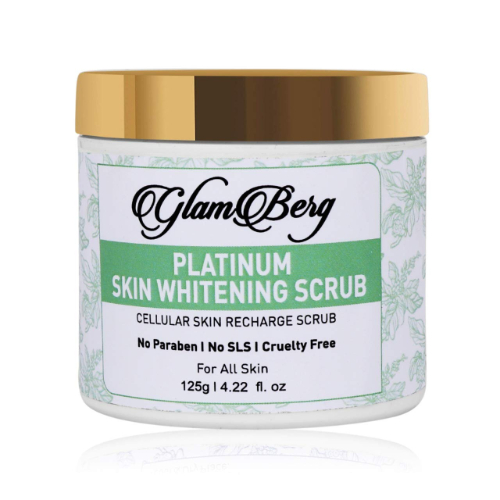 GlamBerg
PLATINUM
SKIN WHITENING SCRUB
CELLULAR SKIN RECHARGE SCRUB
No Paraben | No SLS | Cruelty Free
For All Skin
125g | 4.22 fl. oz